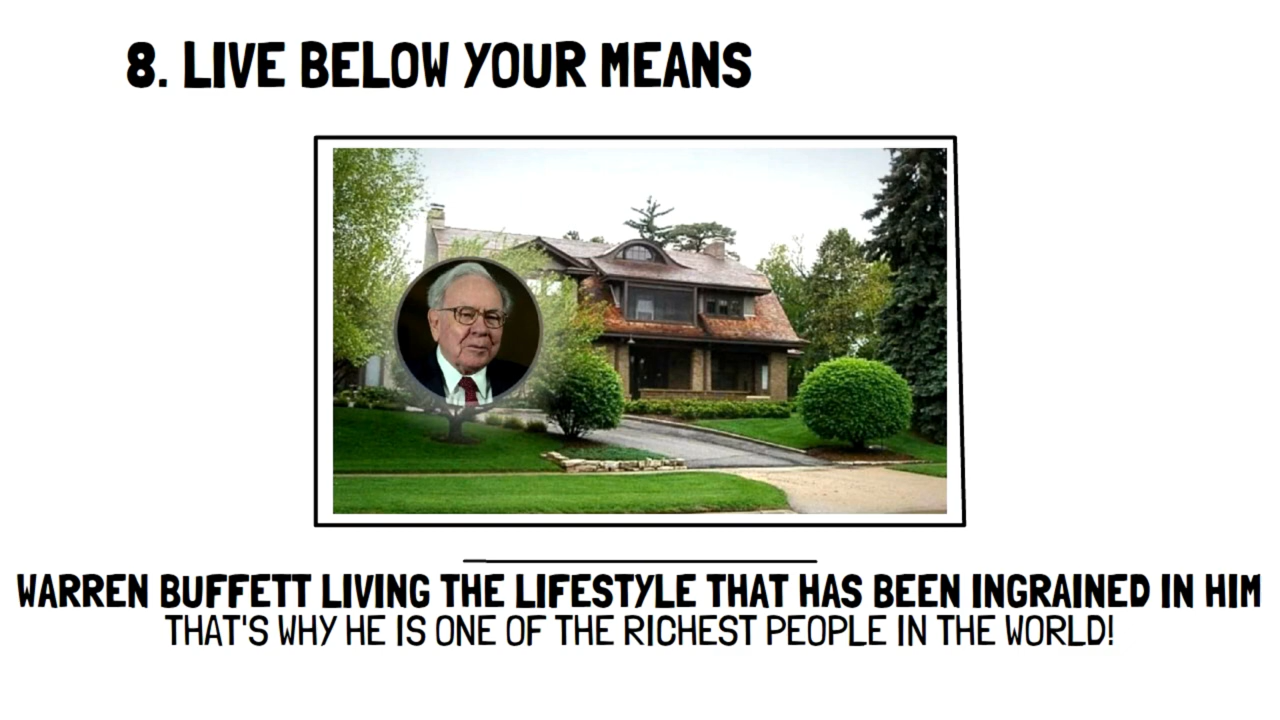 8. LIVE BELOW YOUR MEANS
WARREN BUFFETT LIVING THE LIFESTYLE THAT HAS BEEN INGRAINED IN HIM
THAT'S WHY HE IS ONE OF THE RICHEST PEOPLE IN THE WORLD!